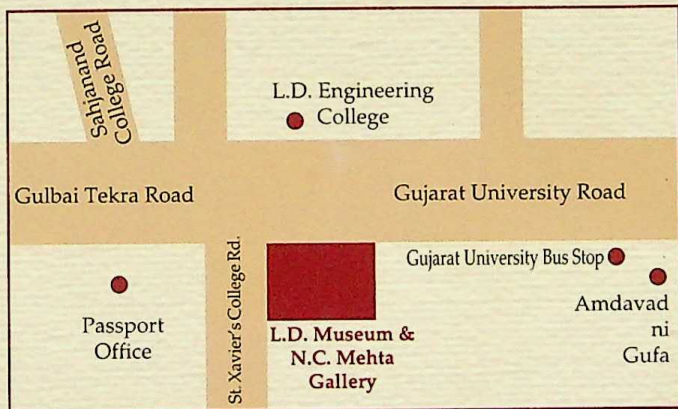 Sahjanand
College Road
L.D. Engineering
College
Gulbai Tekra Road
Gujarat University Road
St. Xavier's College Rd.
Gujarat University Bus Stop
Passport
Office
L.D. Museum &
N.C. Mehta
Gallery
Amdavad
ni
Gufa